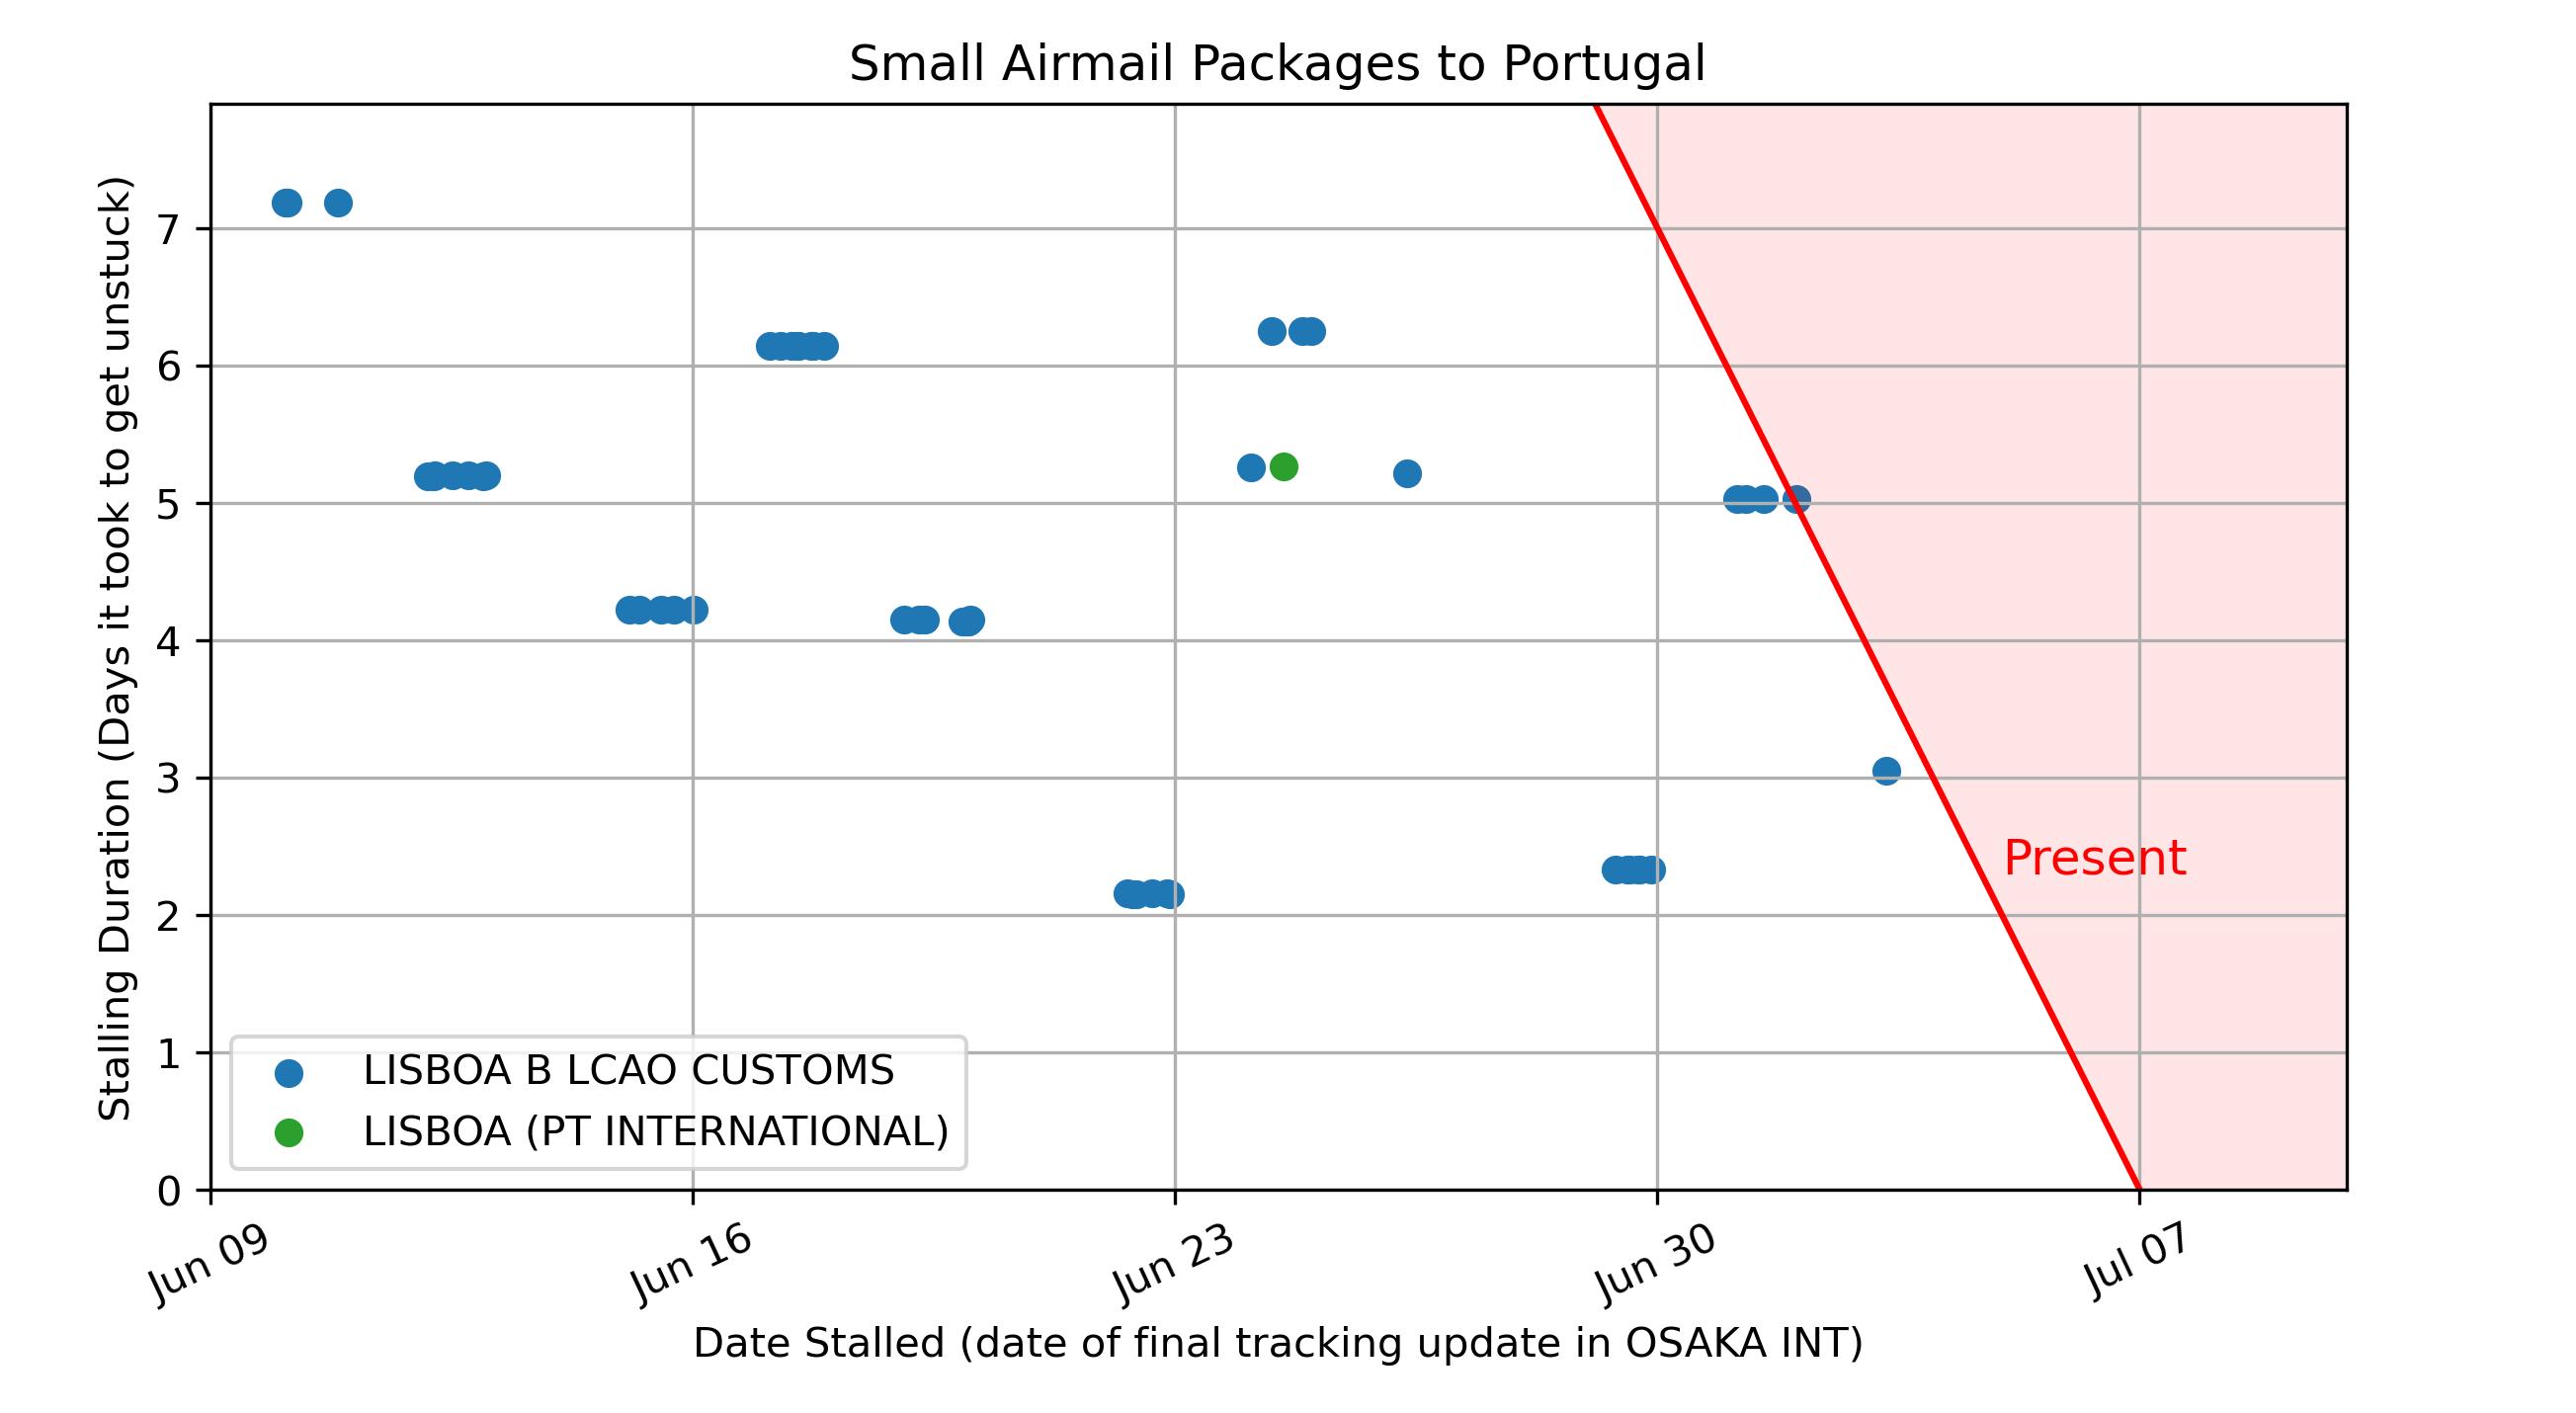 Small Airmail Packages to Portugal
Stalling Duration (Days it took to get unstuck)
7
6
5
4
3
2
1
0
Present
LISBOA B LCAO CUSTOMS
LISBOA (PT INTERNATIONAL)
Jun 09
Jun 16
Jun 23
Jun 30
Jul 07
Date Stalled (date of final tracking update in OSAKA INT)